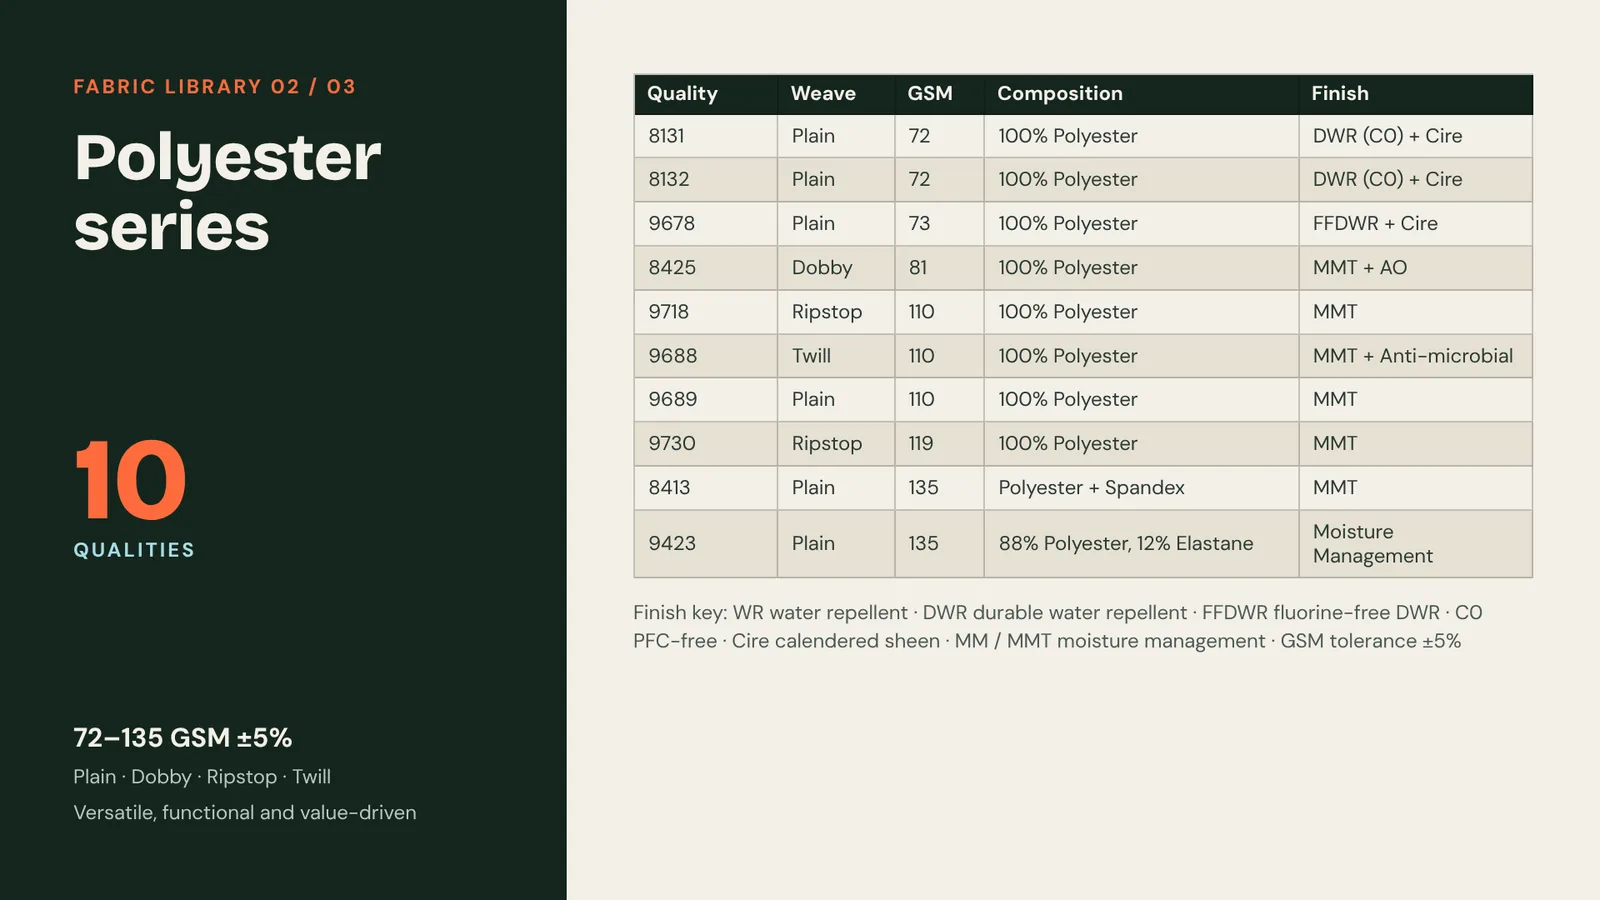 FABRIC LIBRARY 02 / 03
Polyester
series
10
QUALITIES
72–135 GSM ±5%
Plain · Dobby · Ripstop · Twill
Versatile, functional and value-driven
Quality Weave GSM Composition Finish
8131 Plain 72 100% Polyester DWR (C0) + Cire
8132 Plain 72 100% Polyester DWR (C0) + Cire
9678 Plain 73 100% Polyester FFDWR + Cire
8425 Dobby 81 100% Polyester MMT + AO
9718 Ripstop 110 100% Polyester MMT
9688 Twill 110 100% Polyester MMT + Anti-microbial
9689 Plain 110 100% Polyester MMT
9730 Ripstop 119 100% Polyester MMT
8413 Plain 135 Polyester + Spandex MMT
9423 Plain 135 88% Polyester, 12% Elastane Moisture
Management
Finish key: WR water repellent · DWR durable water repellent · FFDWR fluorine-free DWR · C0
PFC-free · Cire calendered sheen · MM / MMT moisture management · GSM tolerance ±5%